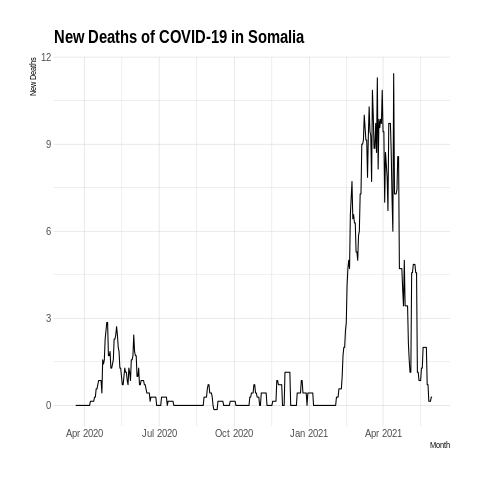 New Deaths of COVID-19 in Somalia
New Deaths
12
9
6
3
0
Apr 2020 Jul 2020 Oct 2020 Jan 2021 Apr 2021
Month